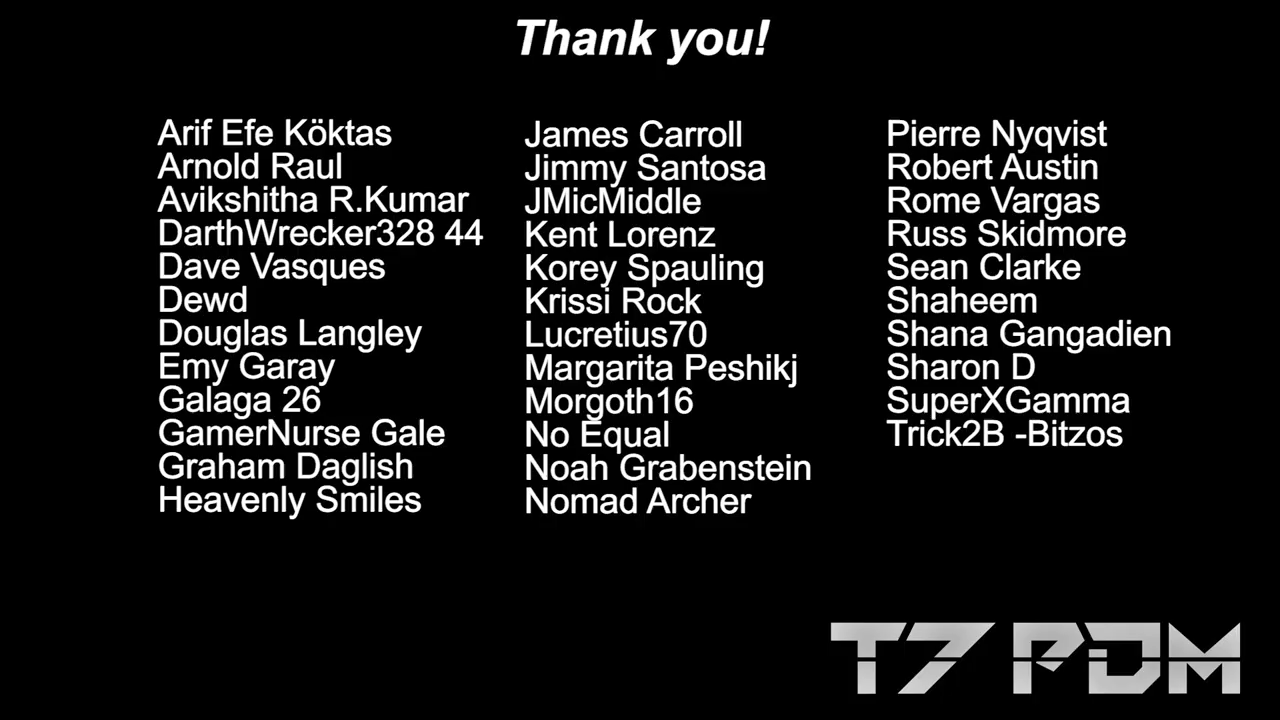 Thank you!
Arif Efe Köktas
Arnold Raul
Avikshitha R.Kumar
DarthWrecker328 44
Dave Vasques
Dewd
Douglas Langley
Emy Garay
Galaga 26
GamerNurse Gale
Graham Daglish
Heavenly Smiles
James Carroll
Jimmy Santosa
JMicMiddle
Kent Lorenz
Korey Spauling
Krissi Rock
Lucretius70
Margarita Peshikj
Morgoth16
No Equal
Noah Grabenstein
Nomad Archer
Pierre Nyqvist
Robert Austin
Rome Vargas
Russ Skidmore
Sean Clarke
Shaheem
Shana Gangadien
Sharon D
SuperXGamma
Trick2B -Bitzos
T7 PDM